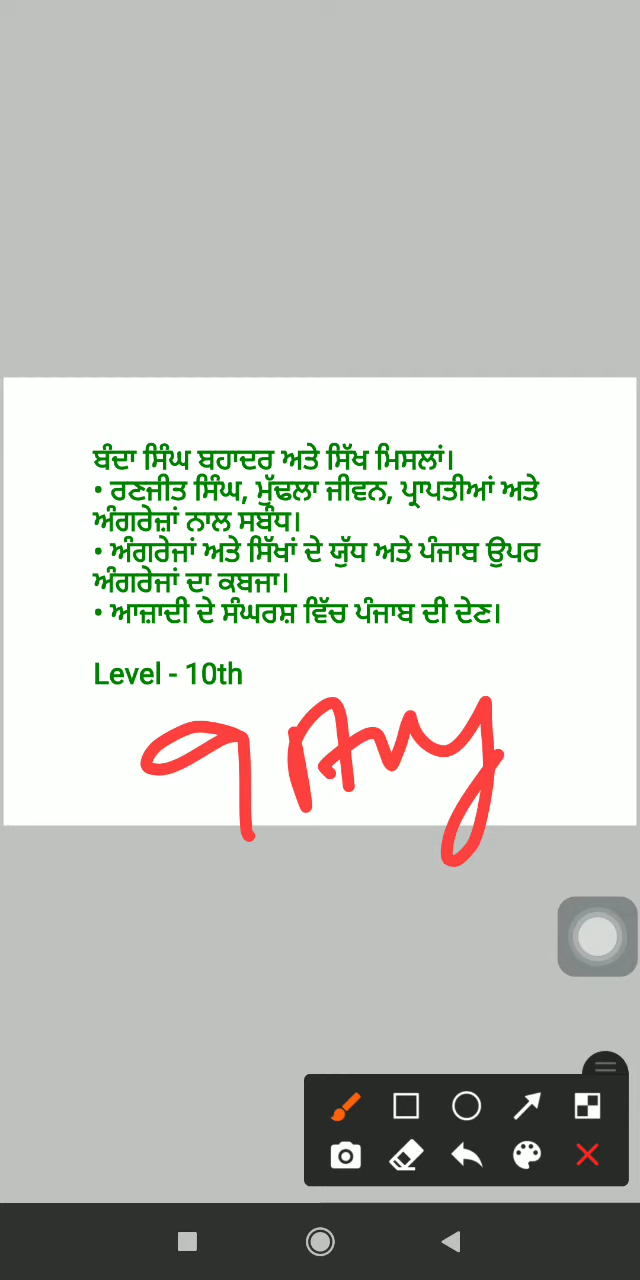 ਬੰਦਾ ਸਿੰਘ ਬਹਾਦਰ ਅਤੇ ਸਿੱਖ ਮਿਸਲਾਂ।
• ਰਣਜੀਤ ਸਿੰਘ, ਮੁੱਢਲਾ ਜੀਵਨ, ਪ੍ਰਾਪਤੀਆਂ ਅਤੇ
ਅੰਗਰੇਜ਼ਾਂ ਨਾਲ ਸਬੰਧ।
• ਅੰਗਰੇਜਾਂ ਅਤੇ ਸਿੱਖਾਂ ਦੇ ਯੁੱਧ ਅਤੇ ਪੰਜਾਬ ਉਪਰ
ਅੰਗਰੇਜਾਂ ਦਾ ਕਬਜਾ।
• ਆਜ਼ਾਦੀ ਦੇ ਸੰਘਰਸ਼ ਵਿੱਚ ਪੰਜਾਬ ਦੀ ਦੇਣ।
Level - 10th